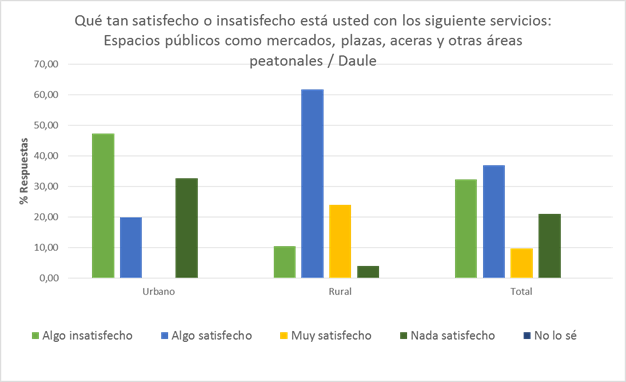 Qué tan satisfecho o insatisfecho está usted con los siguiente servicios:
Espacios públicos como mercados, plazas, aceras y otras áreas
peatonales / Daule
% Respuestas
70,00
60,00
50,00
40,00
30,00
20,00
10,00
0,00
Urbano Rural Total
Algo insatisfecho Algo satisfecho Muy satisfecho Nada satisfecho No lo sé